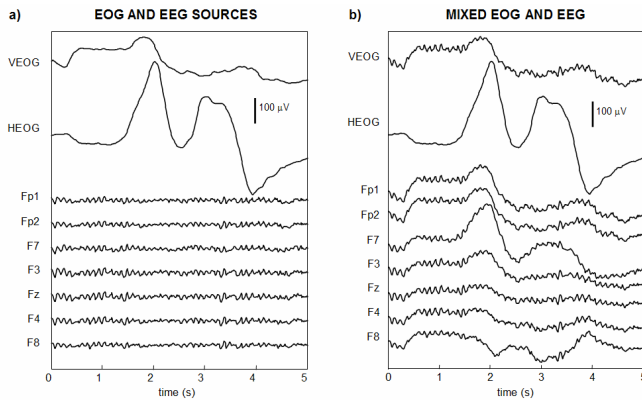 a) EOG AND EEG SOURCES
VEOG
HEOG
100 µV
Fp1
Fp2
F7
F3
Fz
F4
F8
0 1 2 3 4 5
time (s)
b) MIXED EOG AND EEG
VEOG
HEOG
100 µV
Fp1
Fp2
F7
F3
Fz
F4
F8
0 1 2 3 4 5
time (s)